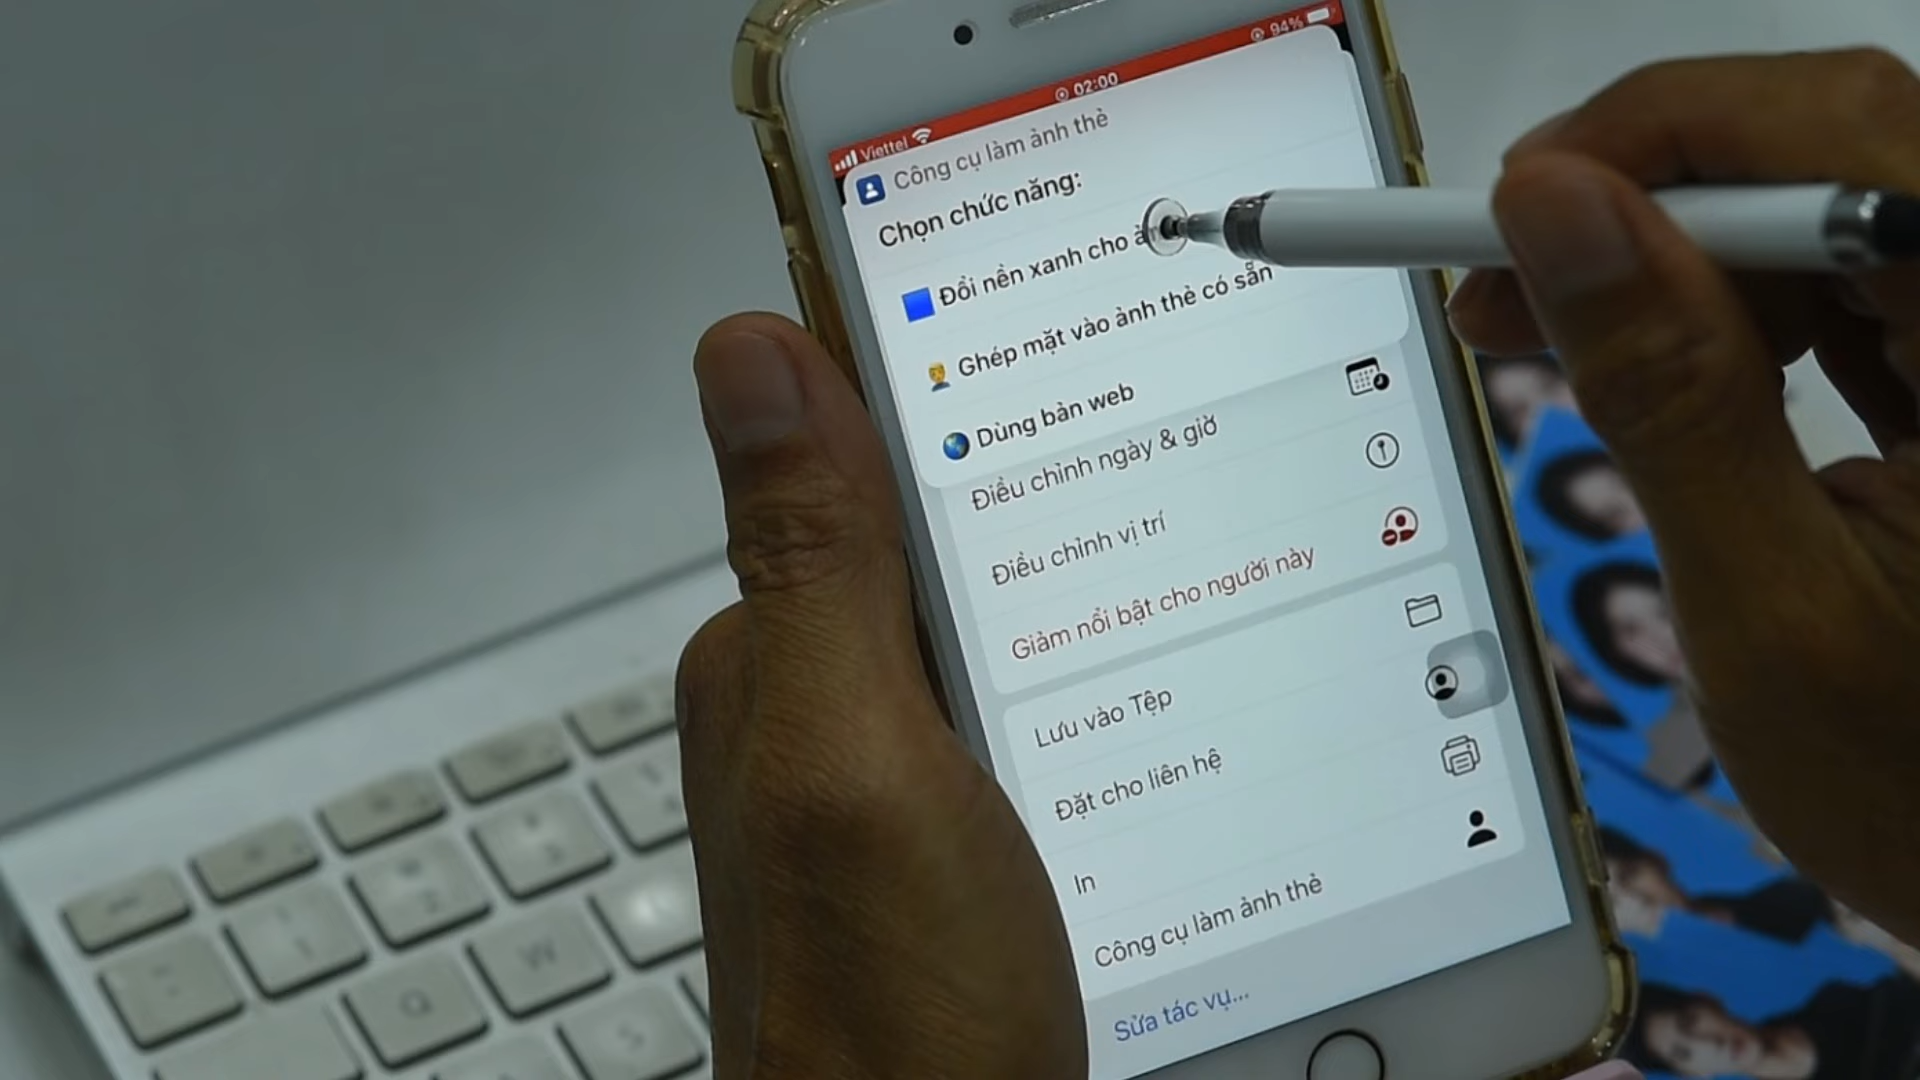 Viettel
02:00
94%
Công cụ làm ảnh thẻ
Chọn chức năng:
Đổi nền xanh cho
Ghép mặt vào ảnh thẻ có sẵn
Dùng bản web
Điều chỉnh ngày & giờ
Điều chỉnh vị trí
Giảm nổi bật cho người này
Lưu vào Tệp
Đặt cho liên hệ
In
Công cụ làm ảnh thẻ
Sửa tác vụ...
W
Q
S